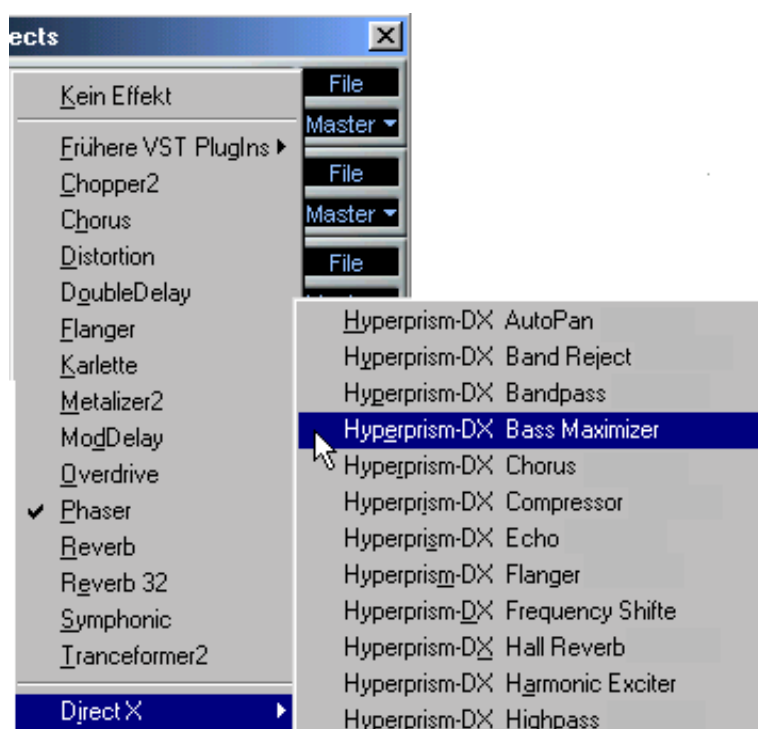 ects
Kein Effekt
Frühere VST PlugIns
Chopper2
Chorus
Distortion
DoubleDelay
Flanger
Karlette
Metalizer2
ModDelay
Overdrive
Phaser
Reverb
Reverb 32
Symphonic
Tranceformer2
Direct X
File
Master
File
Master
File
Hyperprism-DX AutoPan
Hyperprism-DX Band Reject
Hyperprism-DX Bandpass
Hyperprism-DX Bass Maximizer
Hyperprism-DX Chorus
Hyperprism-DX Compressor
Hyperprism-DX Echo
Hyperprism-DX Flanger
Hyperprism-DX Frequency Shifte
Hyperprism-DX Hall Reverb
Hyperprism-DX Harmonic Exciter
Hyperprism-DX Highpass